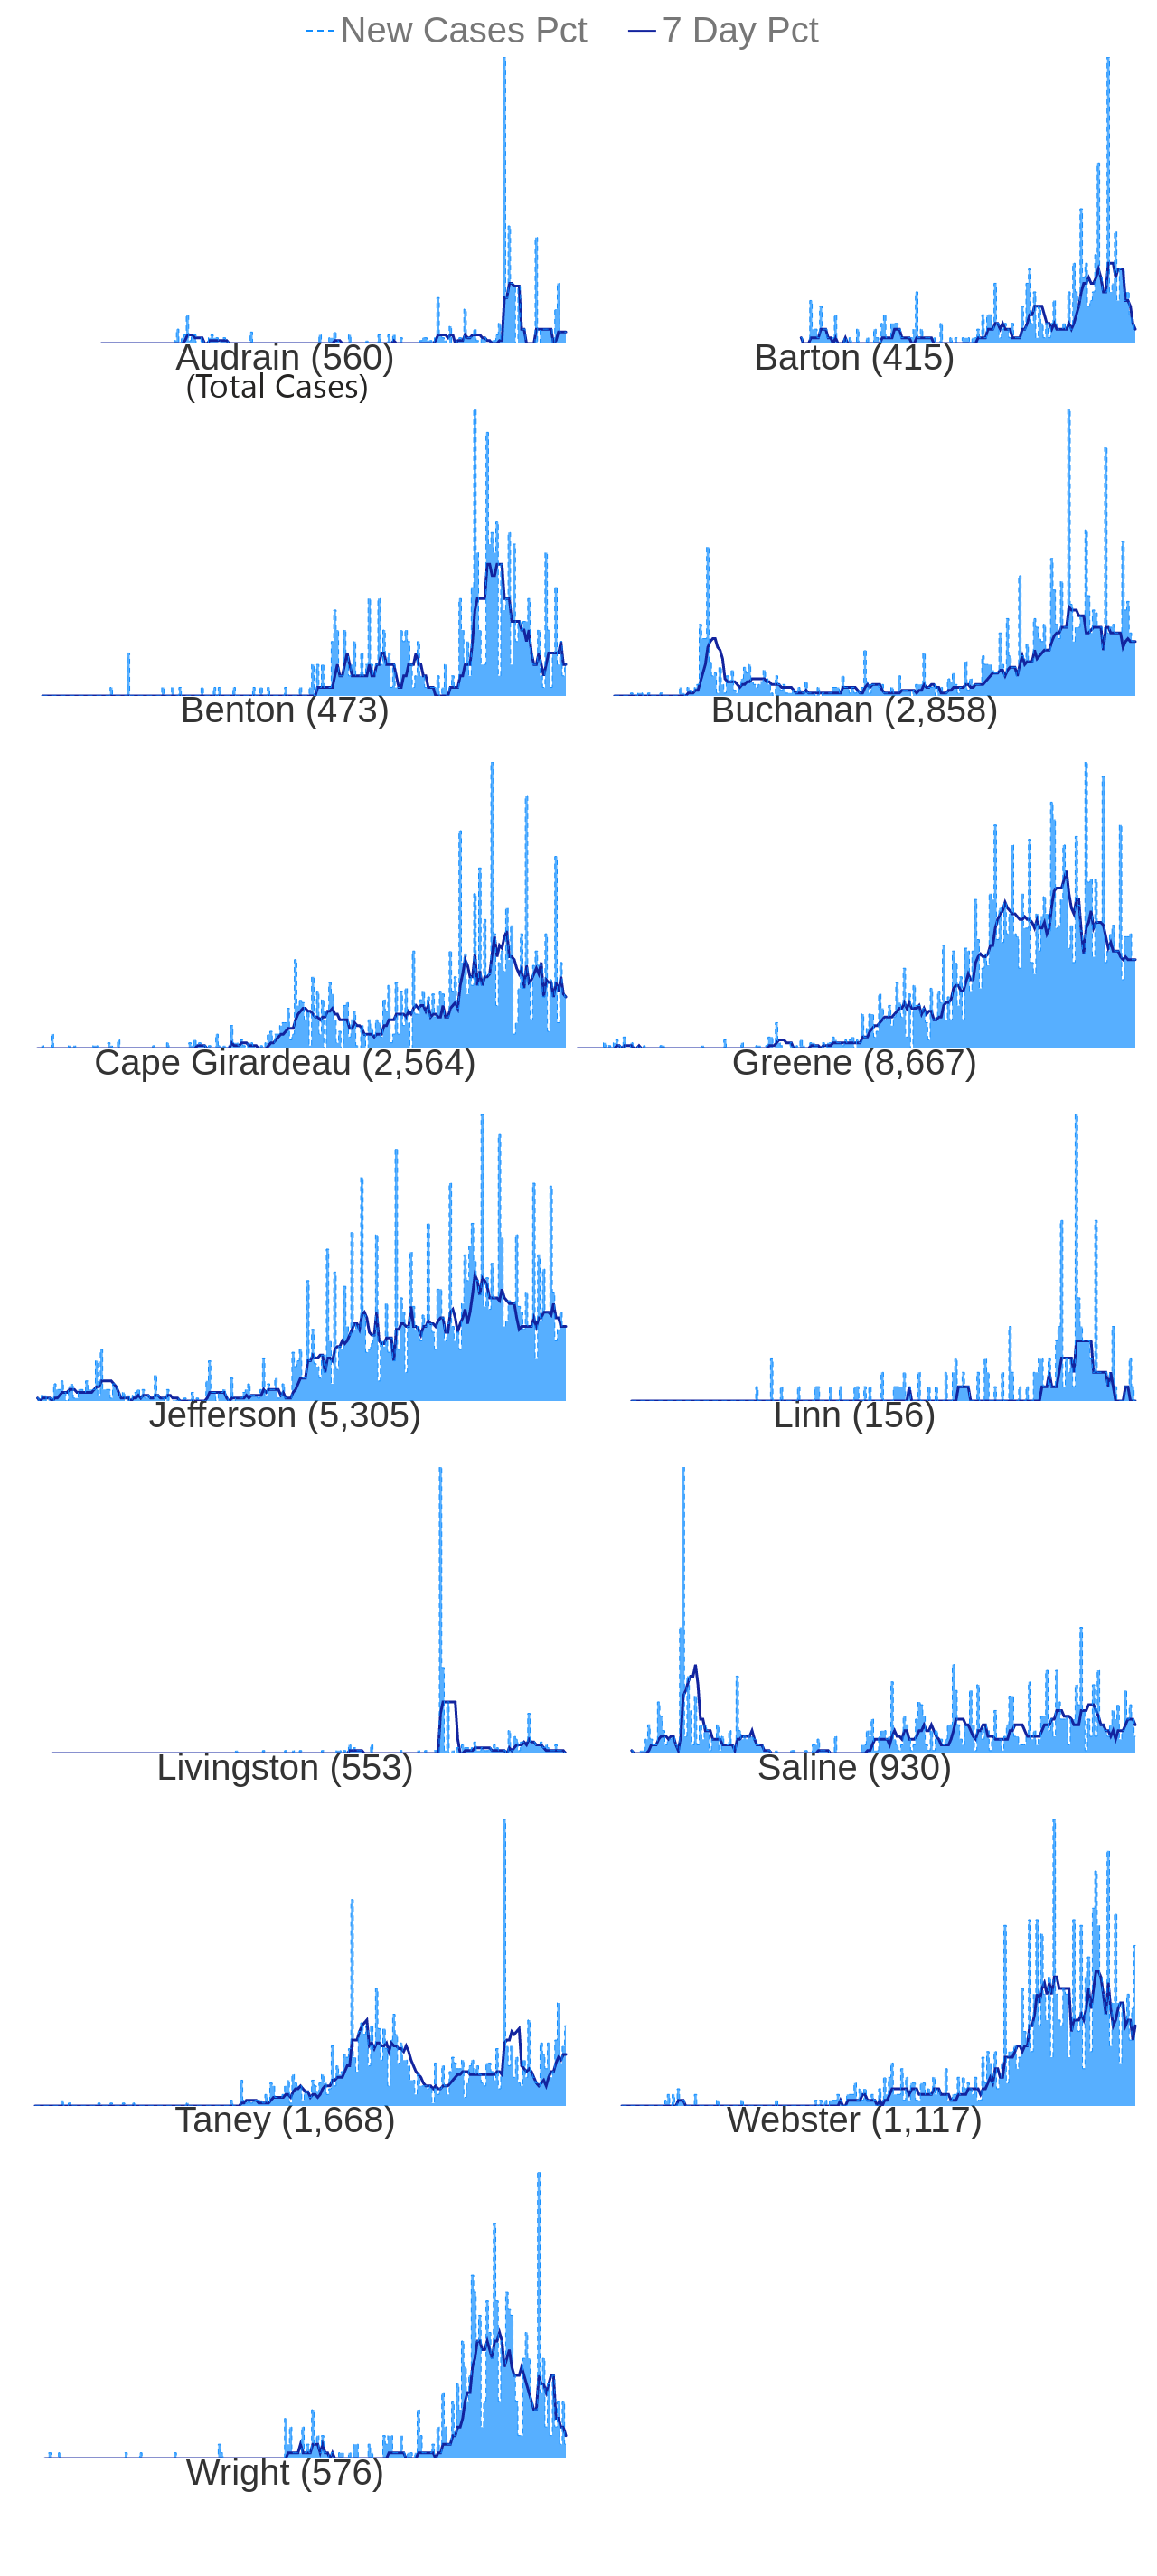 New Cases Pct 7 Day Pct
Audrain (560) Barton (415)
(Total Cases)
Benton (473) Buchanan (2,858)
Cape Girardeau (2,564) Greene (8,667)
Jefferson (5,305) Linn (156)
Livingston (553) Saline (930)
Taney (1,668) Webster (1,117)
Wright (576)